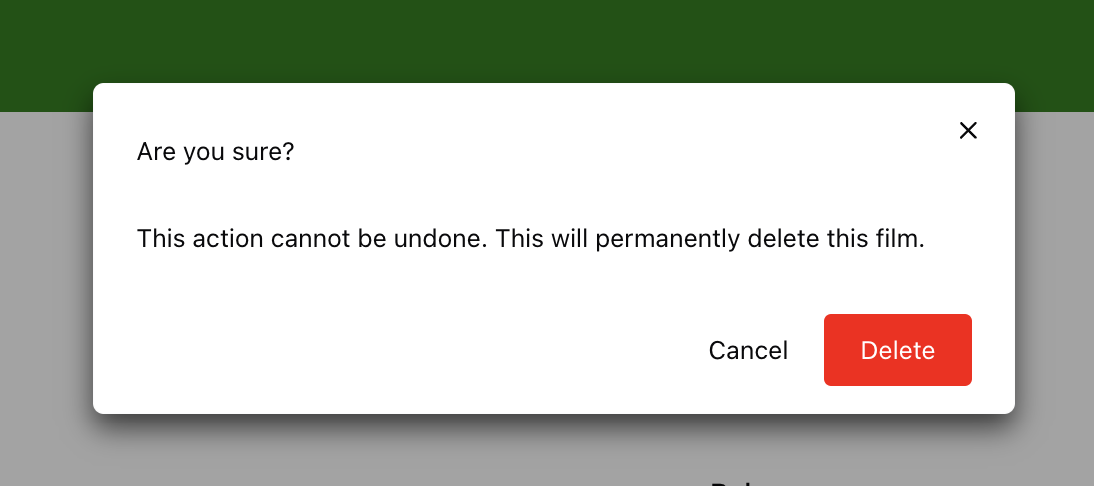 Are you sure?
This action cannot be undone. This will permanently delete this film.
Cancel
Delete